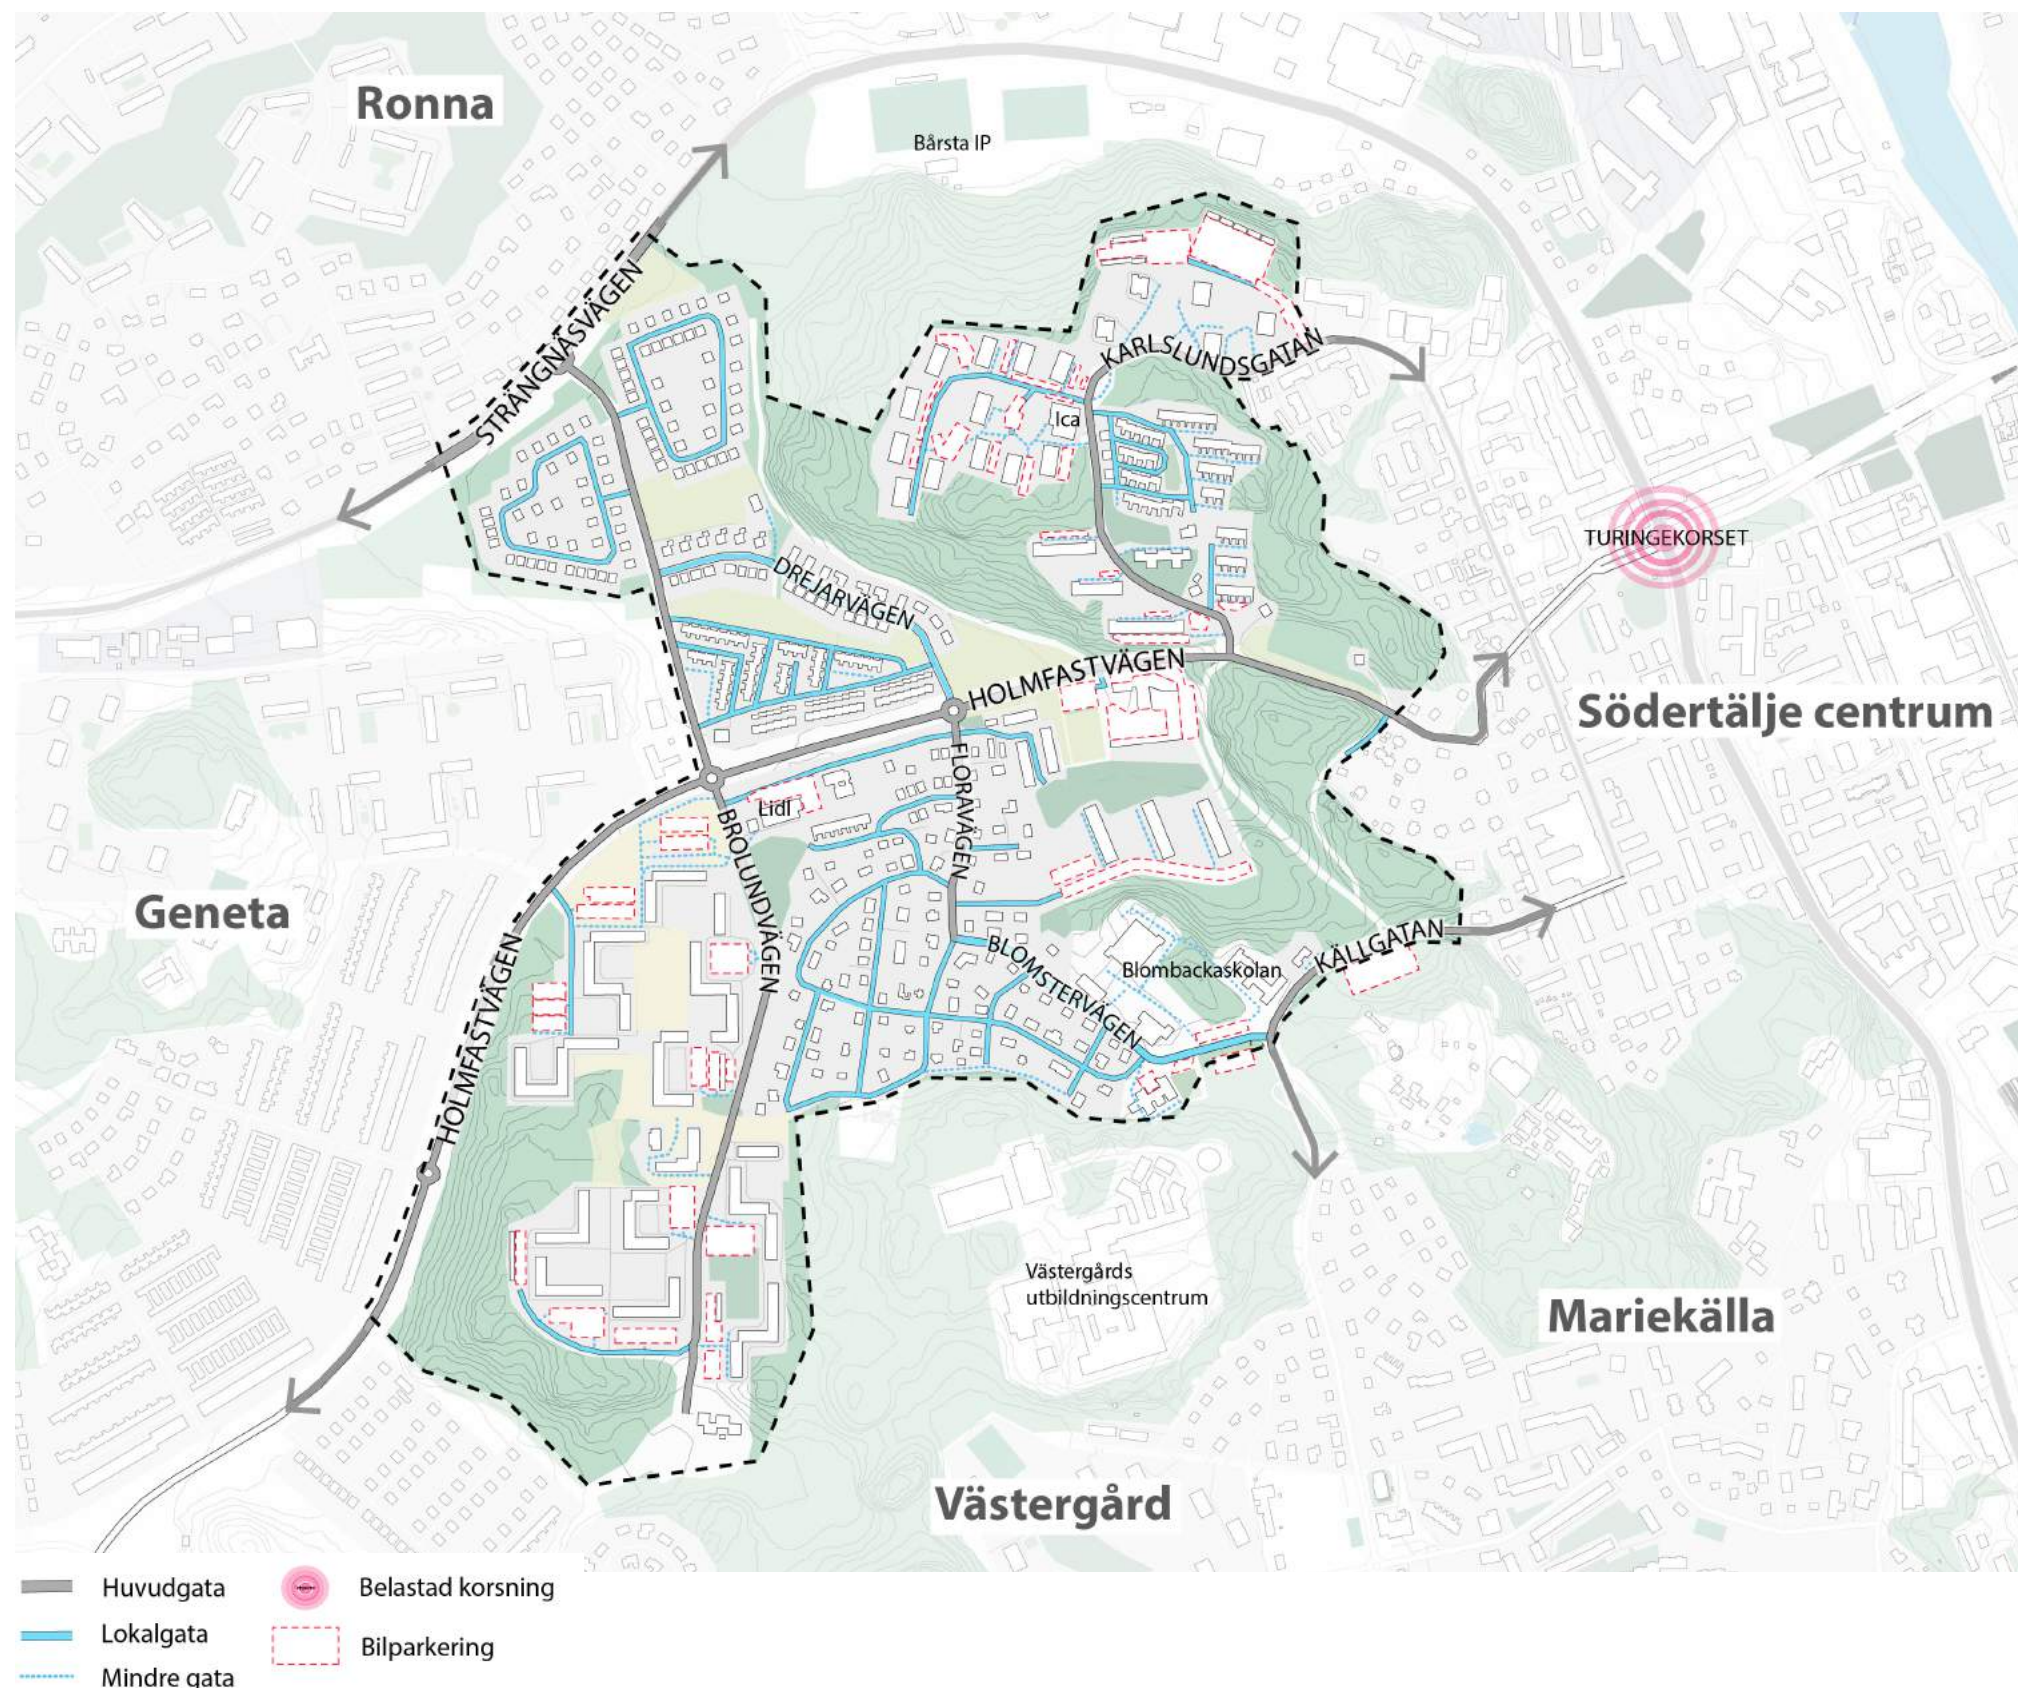 Ronna
Bårsta IP
STRÄNGNÄSVÄGEN
KARLSLUNDSGATAN
Ica
TURINGEKORSET
DREJARVÄGEN
HOLMFASTVÄGEN
Södertälje centrum
FLORAVÄGEN
Lidl
BROLUNDVÄGEN
Geneta
BLOMSTERVÄGEN
KÄLLGATAN
Blombackaskolan
HOLMFASTVÄGEN
Västergårds
utbildningscentrum
Mariekälla
Västergård
Huvudgata
Belastad korsning
Lokalgata
Bilparkering
Mindre gata